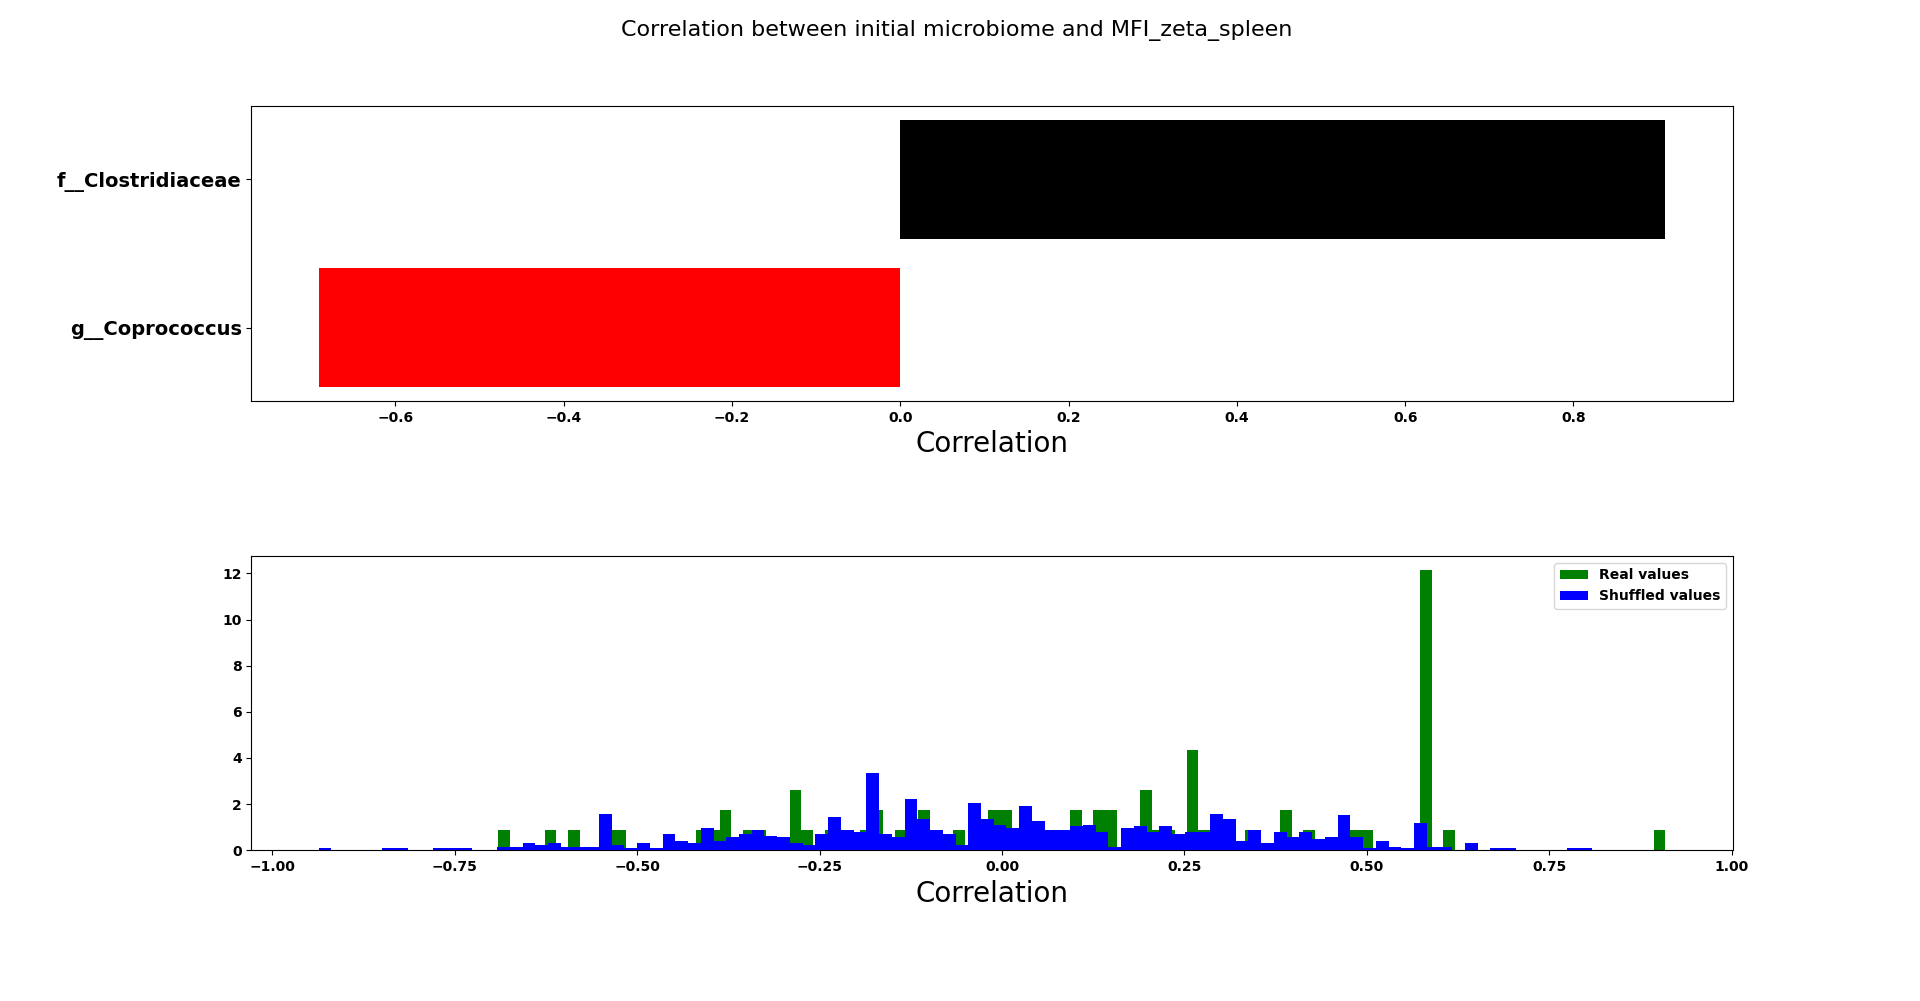 Correlation between initial microbiome and MFI_zeta_spleen
f__Clostridiaceae
g__Coprococcus
−0.6 −0.4 −0.2 0.0 0.2 0.4 0.6 0.8
Correlation
12
10
8
6
4
2
0
Real values
Shuffled values
−1.00 −0.75 −0.50 −0.25 0.00 0.25 0.50 0.75 1.00
Correlation